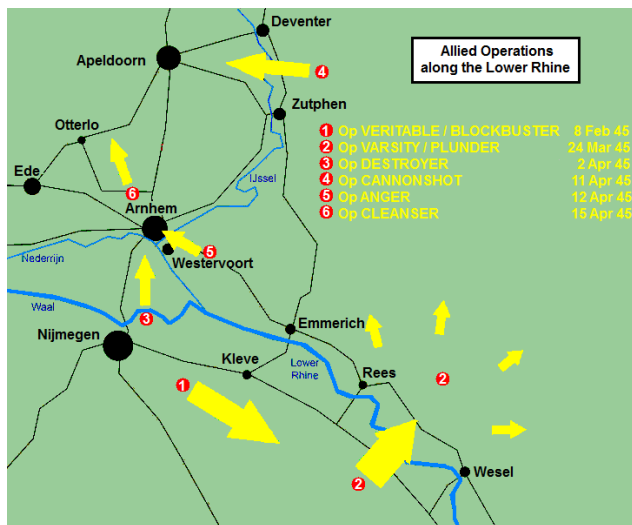 Deventer
Allied Operations
along the Lower Rhine
Apeldoorn
4
Zutphen
1 Op VERITABLE / BLOCKBUSTER 8 Feb 45
2 Op VARSITY / PLUNDER 24 Mar 45
3 Op DESTROYER 2 Apr 45
4 Op CANNONSHOT 11 Apr 45
5 Op ANGER 12 Apr 45
6 Op CLEANSER 15 Apr 45
Otterlo
IJssel
Ede
6
Arnhem
5
Nederrijn
Westervoort
Waal
3
Emmerich
Nijmegen
Kleve
Lower
Rhine
Rees
2
1
Wesel
2